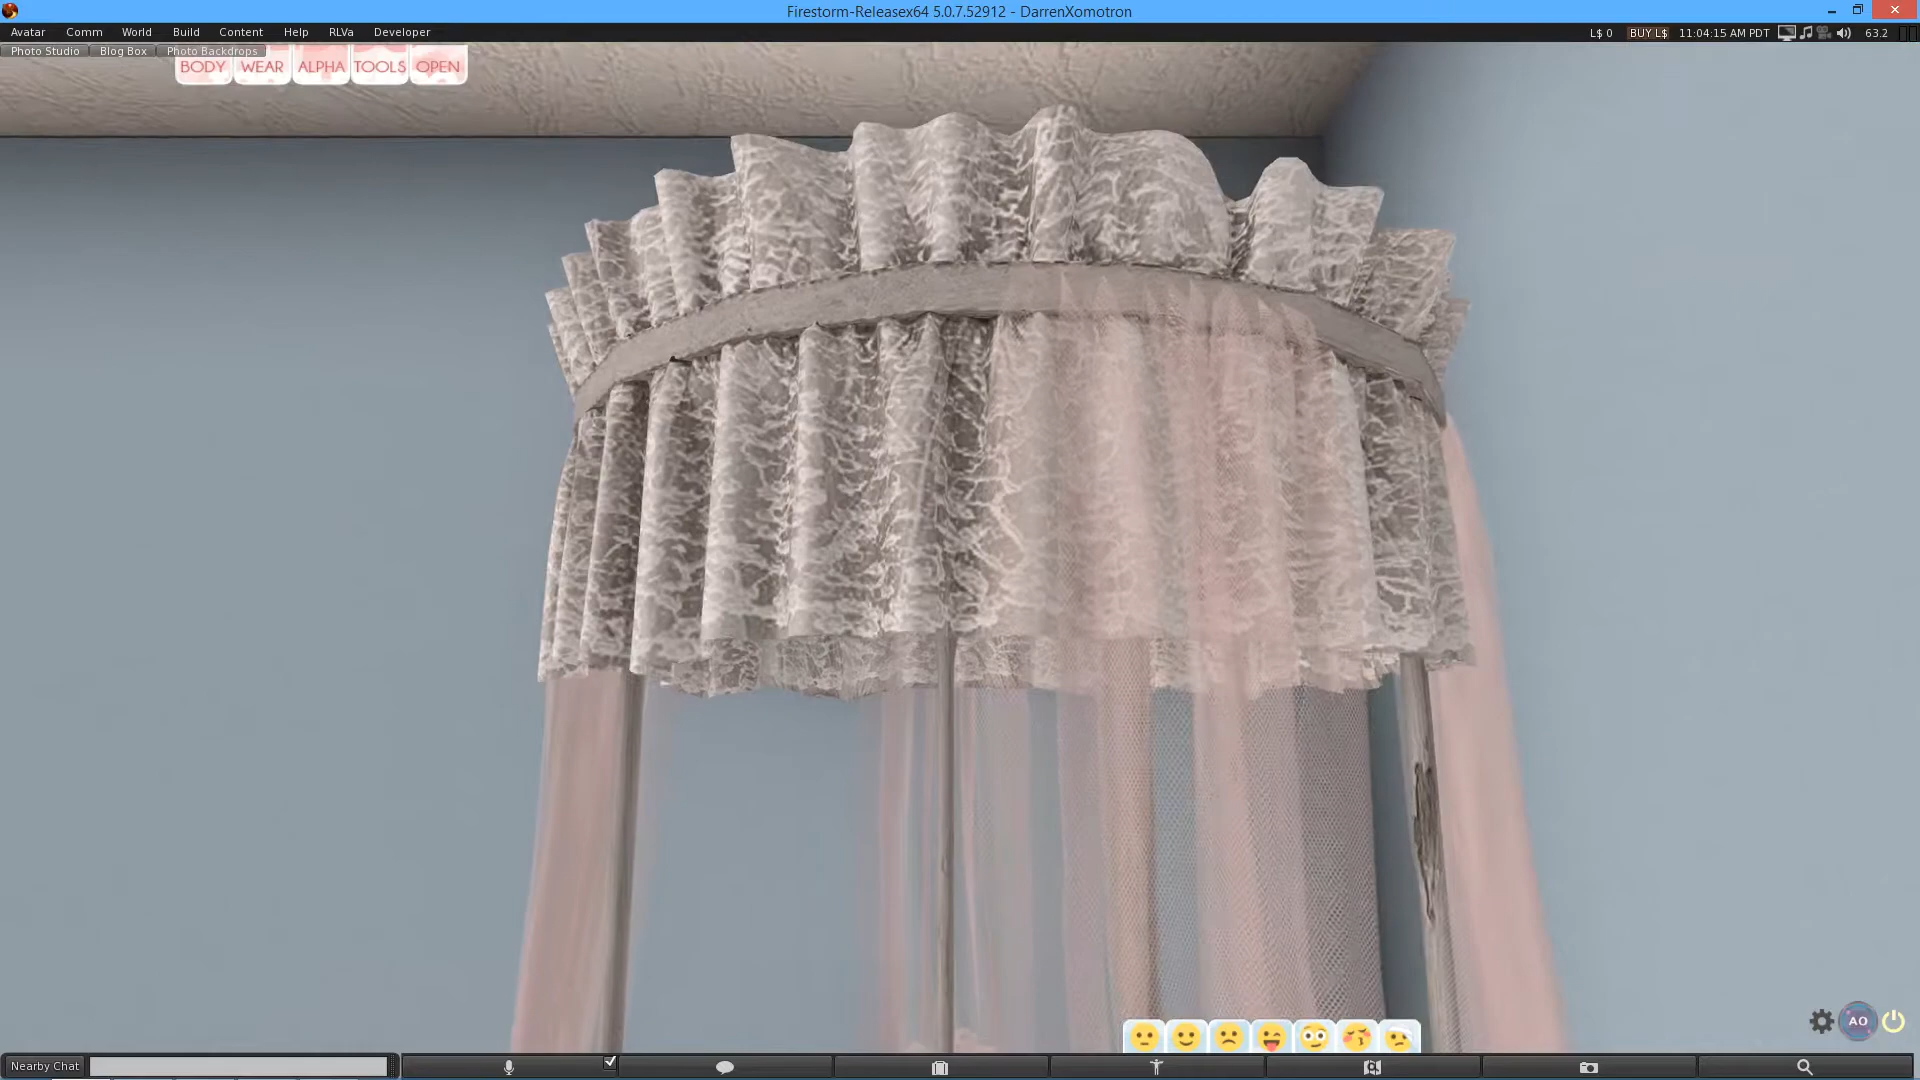 Firestorm-Releasex64 5.0.7.52912 - DarrenXomotron
Avatar Comm World Build Content Help RLVa Developer L$ 0 BUY L$ 11:04:15 AM PDT 63.2
Photo Studio Blog Box Photo Backdrops
BODY WEAR ALPHA TOOLS OPEN
AO
Nearby Chat